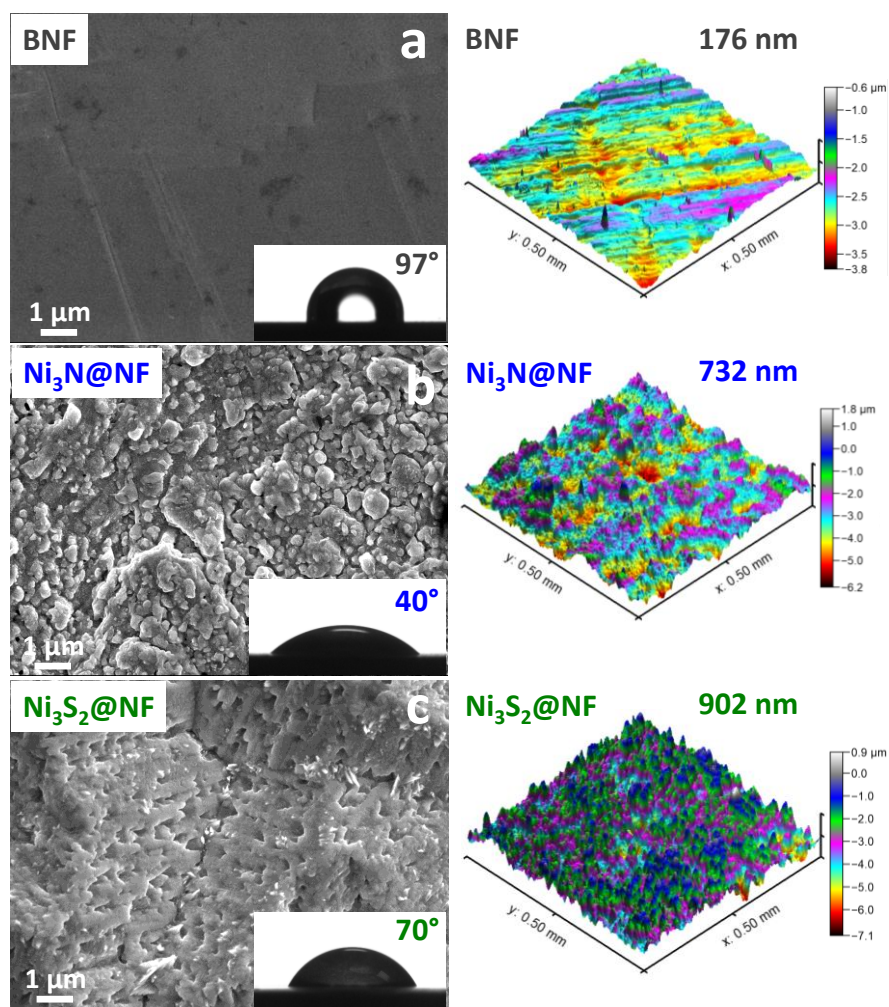 BNF
a
97°
1 µm
BNF 176 nm
−0.6 µm
−1.0
−1.5
−2.0
−2.5
−3.0
−3.5
−3.8
y: 0.50 mm
x: 0.50 mm
Ni₃N@NF
b
40°
1 µm
Ni₃N@NF 732 nm
1.8 µm
1.0
0.0
−1.0
−2.0
−3.0
−4.0
−5.0
−6.2
y: 0.50 mm
x: 0.50 mm
Ni₃S₂@NF
c
70°
1 µm
Ni₃S₂@NF 902 nm
0.9 µm
0.0
−1.0
−2.0
−3.0
−4.0
−5.0
−6.0
−7.1
y: 0.50 mm
x: 0.50 mm